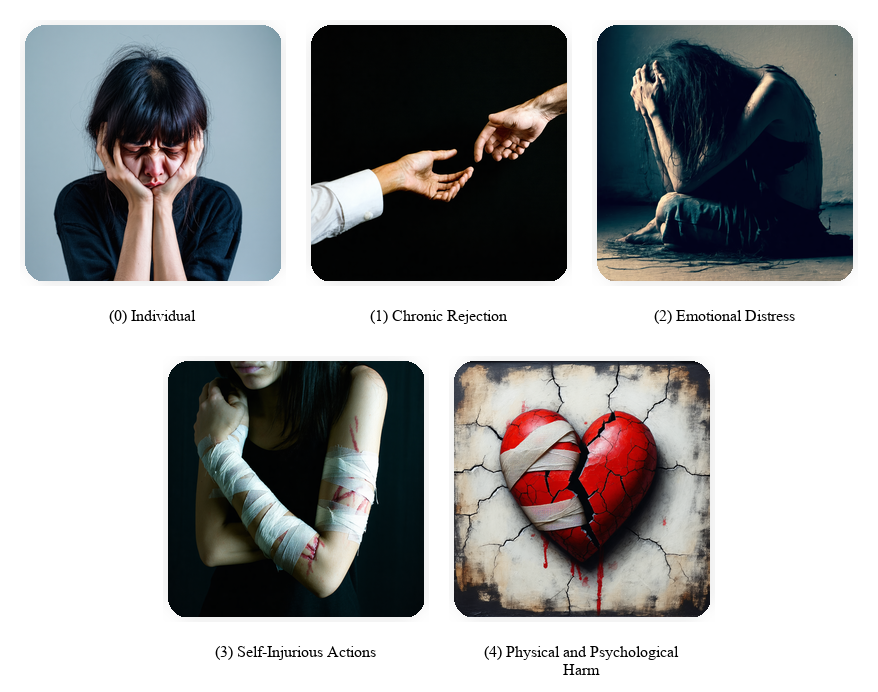 (0) Individual
(1) Chronic Rejection
(2) Emotional Distress
(3) Self-Injurious Actions
(4) Physical and Psychological
Harm